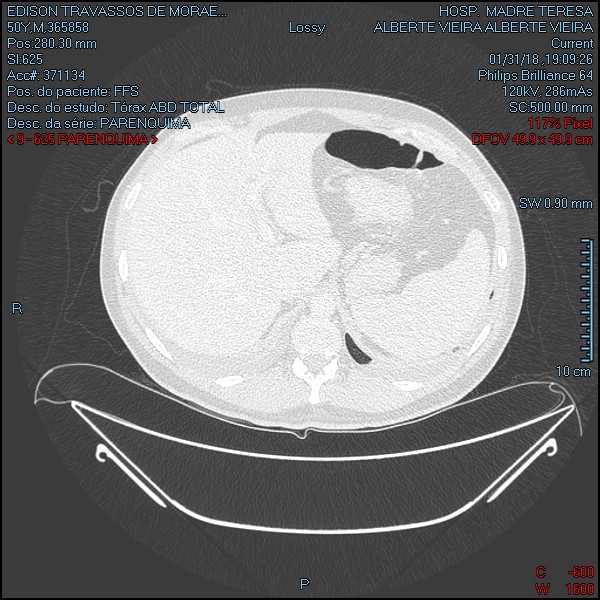 EDISON TRAVASSOS DE MORAE...
50Y,M,365858
Pos:280.30 mm
SI:625
Acc#: 371134
Pos. do paciente: FFS
Desc. do estudo: Tórax ABD TOTAL
Desc. da série: PARENQUIMA
< 9 - 625 PARENQUIMA >
Lossy
HOSP. MADRE TERESA
ALBERTE VIEIRA ALBERTE VIEIRA
Current
01/31/18 ,19:09:26
Philips Brilliance 64
120kV, 286mAs
SC:500.00 mm
117% Pixel
DFOV 49.9 x 49.9 cm
SW 0.90 mm
R
10 cm
P
C -600
W 1600